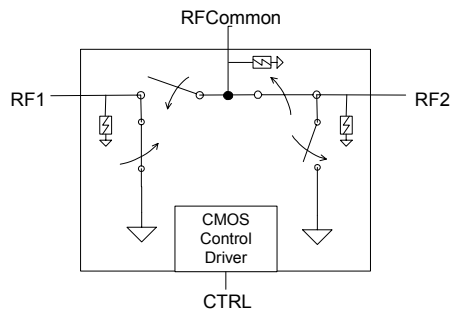 RFCommon
RF1
RF2
CMOS
Control
Driver
CTRL